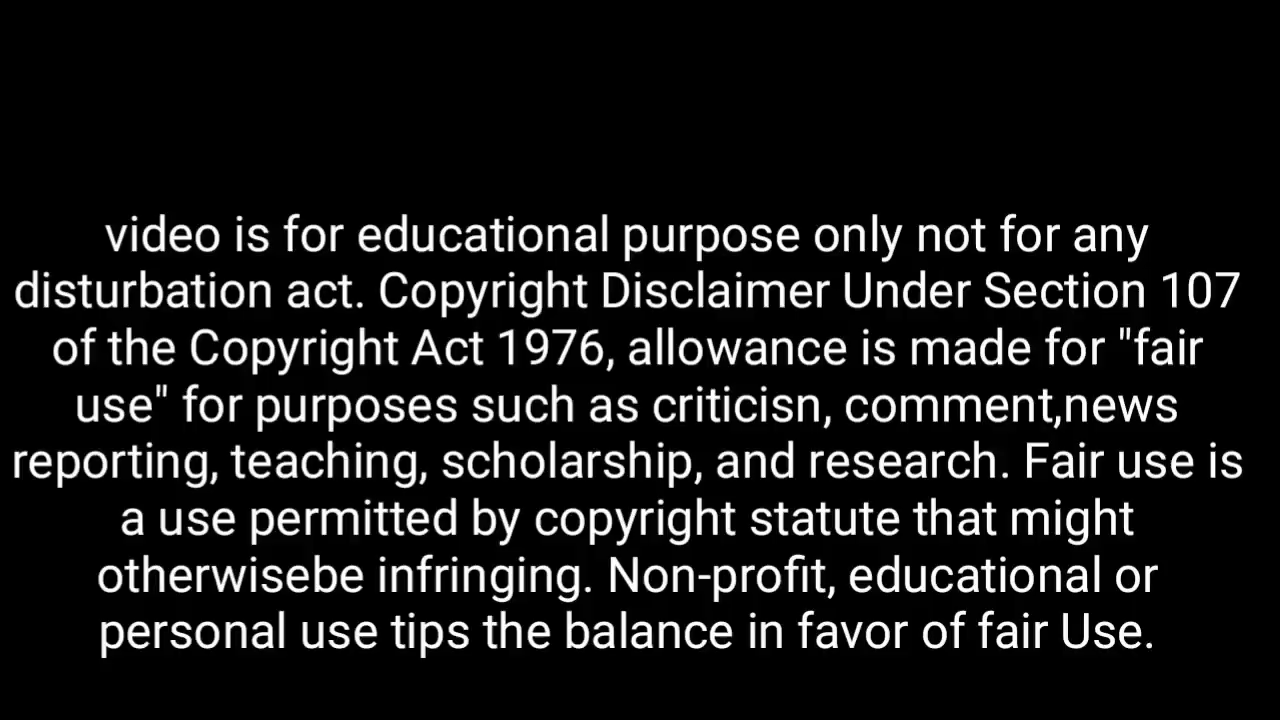 video is for educational purpose only not for any
disturbation act. Copyright Disclaimer Under Section 107
of the Copyright Act 1976, allowance is made for "fair
use" for purposes such as criticisn, comment,news
reporting, teaching, scholarship, and research. Fair use is
a use permitted by copyright statute that might
otherwisebe infringing. Non-profit, educational or
personal use tips the balance in favor of fair Use.